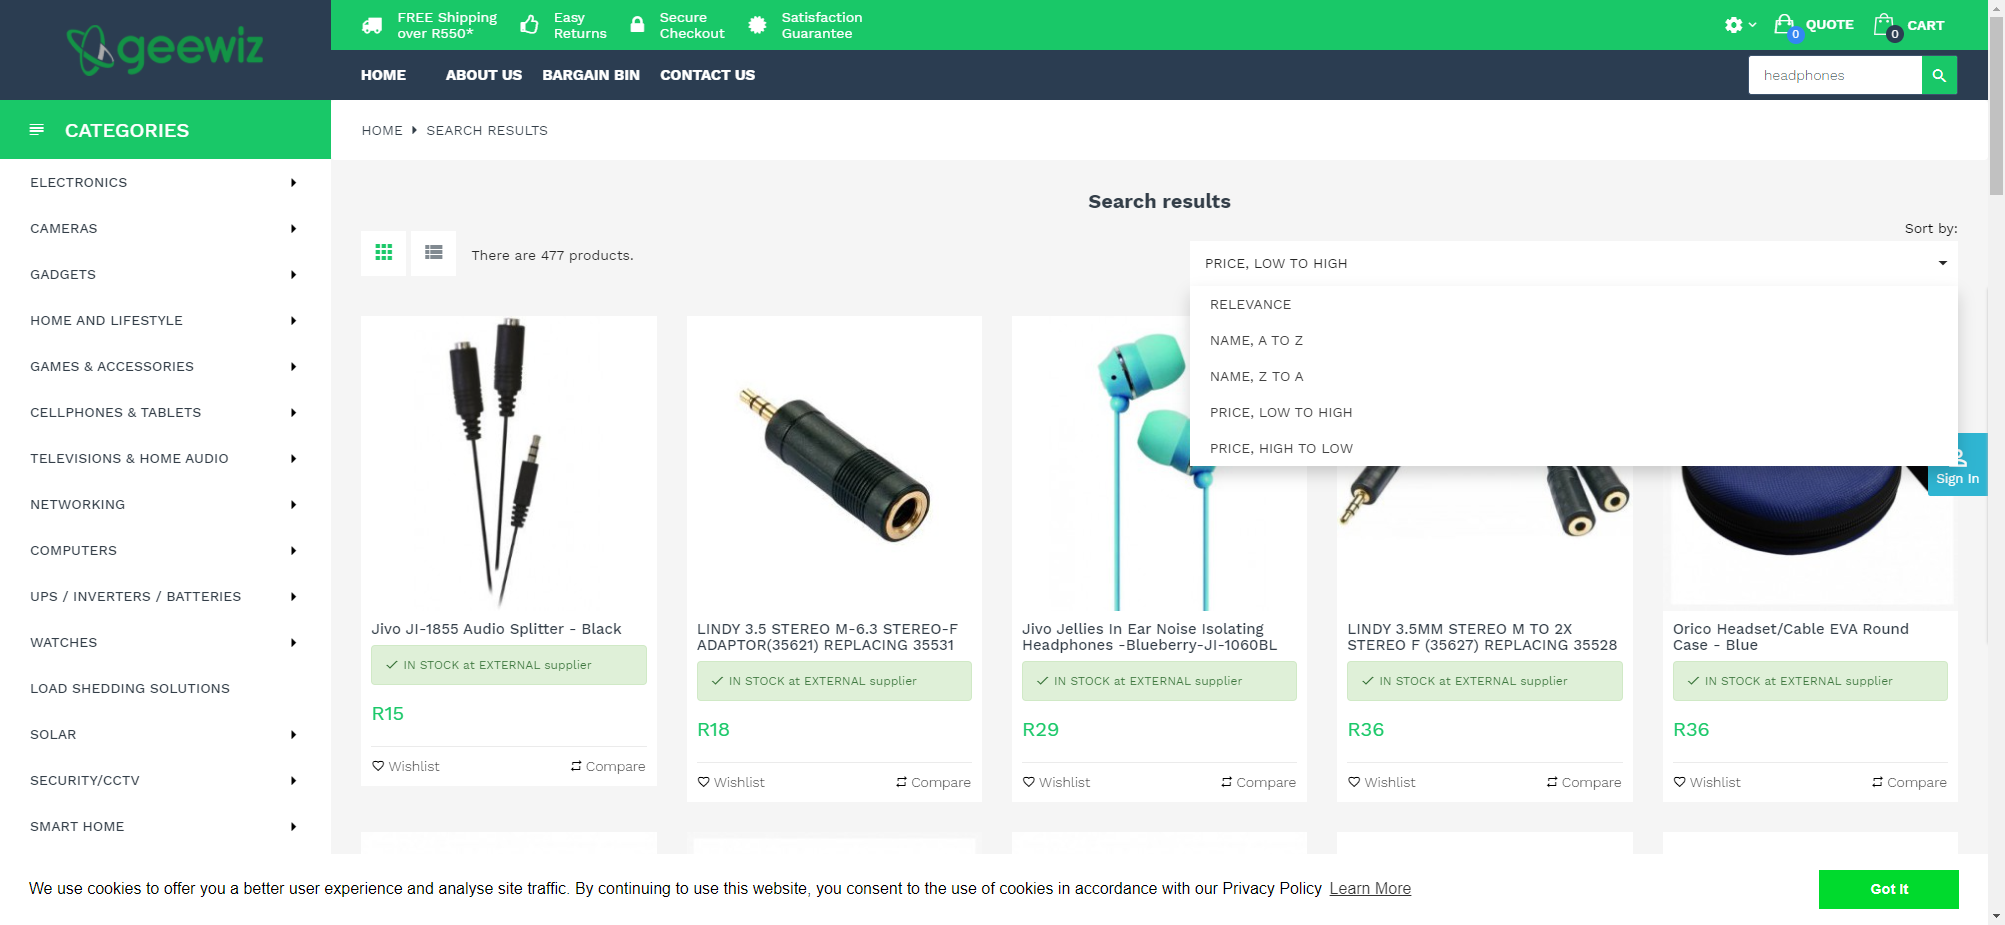 geewiz
FREE Shipping
over R550*
Easy
Returns
Secure
Checkout
Satisfaction
Guarantee
0
QUOTE
0
CART
HOME
ABOUT US
BARGAIN BIN
CONTACT US
headphones
CATEGORIES
HOME
SEARCH RESULTS
ELECTRONICS
CAMERAS
GADGETS
HOME AND LIFESTYLE
GAMES & ACCESSORIES
CELLPHONES & TABLETS
TELEVISIONS & HOME AUDIO
NETWORKING
COMPUTERS
UPS / INVERTERS / BATTERIES
WATCHES
LOAD SHEDDING SOLUTIONS
SOLAR
SECURITY/CCTV
SMART HOME
Search results
There are 477 products.
Sort by:
PRICE, LOW TO HIGH
RELEVANCE
NAME, A TO Z
NAME, Z TO A
PRICE, LOW TO HIGH
PRICE, HIGH TO LOW
Sign In
Jivo JI-1855 Audio Splitter - Black
IN STOCK at EXTERNAL supplier
R15
Wishlist
Compare
LINDY 3.5 STEREO M-6.3 STEREO-F
ADAPTOR(35621) REPLACING 35531
IN STOCK at EXTERNAL supplier
R18
Wishlist
Compare
Jivo Jellies In Ear Noise Isolating
Headphones -Blueberry-JI-1060BL
IN STOCK at EXTERNAL supplier
R29
Wishlist
Compare
LINDY 3.5MM STEREO M TO 2X
STEREO F (35627) REPLACING 35528
IN STOCK at EXTERNAL supplier
R36
Wishlist
Compare
Orico Headset/Cable EVA Round
Case - Blue
IN STOCK at EXTERNAL supplier
R36
Wishlist
Compare
We use cookies to offer you a better user experience and analyse site traffic. By continuing to use this website, you consent to the use of cookies in accordance with our Privacy Policy Learn More
Got It